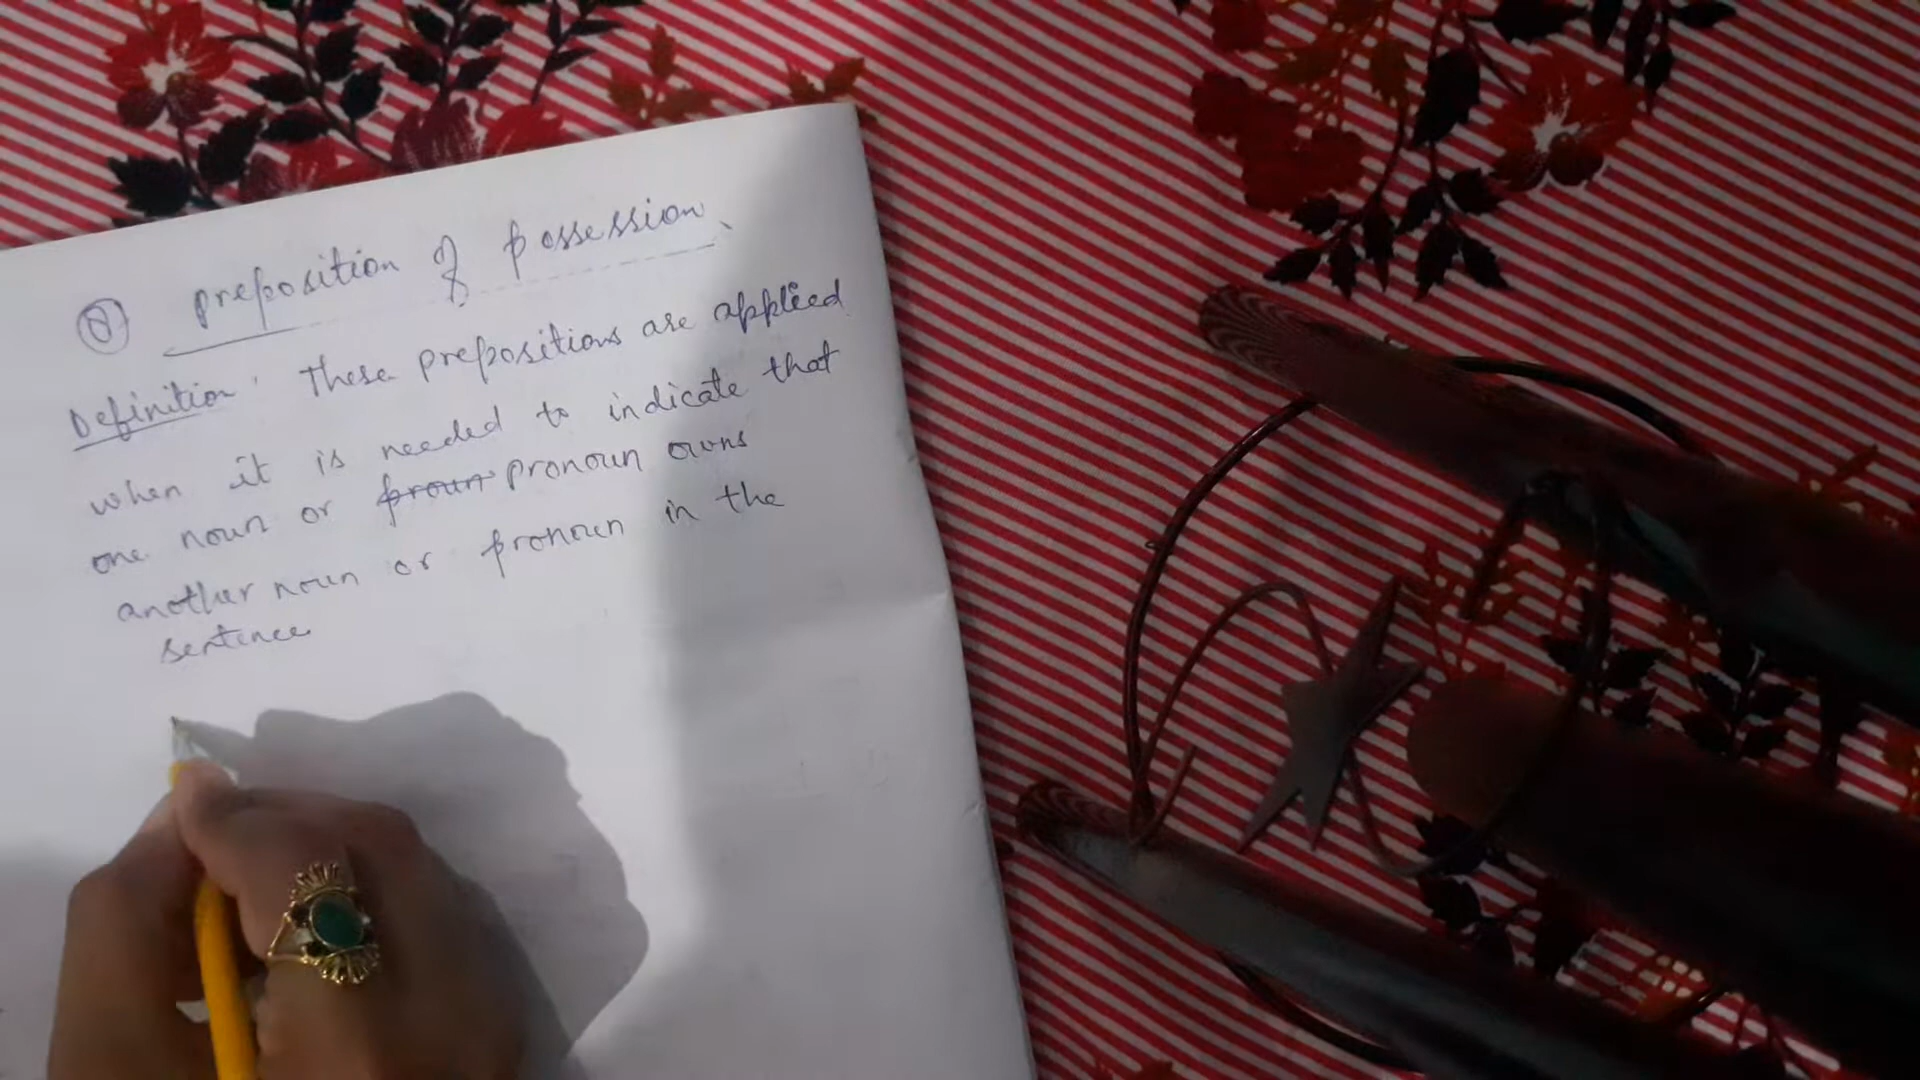 ⑧ preposition of possession
Definition: These prepositions are applied
when it is needed to indicate that
one noun or proun pronoun owns
another noun or pronoun in the
sentence